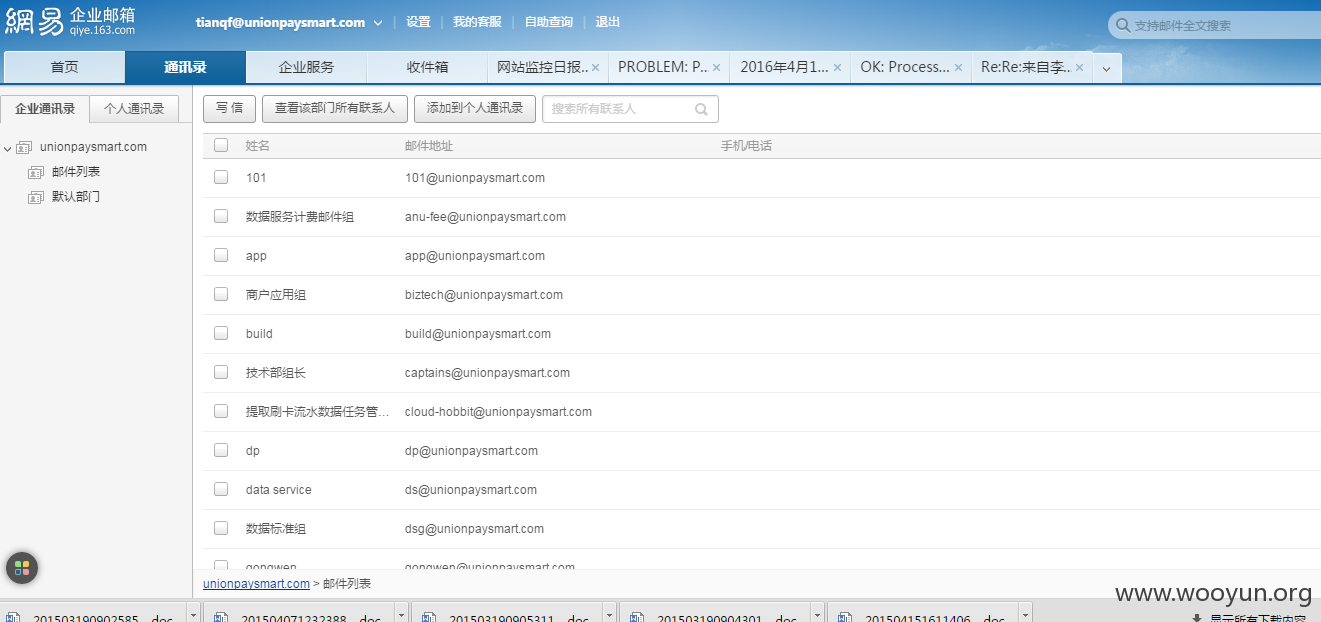 網易 企业邮箱 qiye.163.com
tianqf@unionpaysmart.com | 设置 | 我的客服 | 自助查询 | 退出
支持邮件全文搜索
首页 通讯录 企业服务 收件箱 网站监控日报.. × PROBLEM: P... × 2016年4月1... × OK: Process... × Re:Re:来自李... ×
企业通讯录 个人通讯录
写 信 查看该部门所有联系人 添加到个人通讯录 搜索所有联系人
unionpaysmart.com
邮件列表
默认部门
姓名 邮件地址 手机/电话
101 101@unionpaysmart.com
数据服务计费邮件组 anu-fee@unionpaysmart.com
app app@unionpaysmart.com
商户应用组 biztech@unionpaysmart.com
build build@unionpaysmart.com
技术部组长 captains@unionpaysmart.com
提取刷卡流水数据任务管... cloud-hobbit@unionpaysmart.com
dp dp@unionpaysmart.com
data service ds@unionpaysmart.com
数据标准组 dsg@unionpaysmart.com
gongwen gongwen@unionpaysmart.com
unionpaysmart.com > 邮件列表
www.wooyun.org
201503190902585....doc 201504071232388....doc 201503190905311....doc 201503190904301....doc 201504151611406....doc 显示所有下载内容